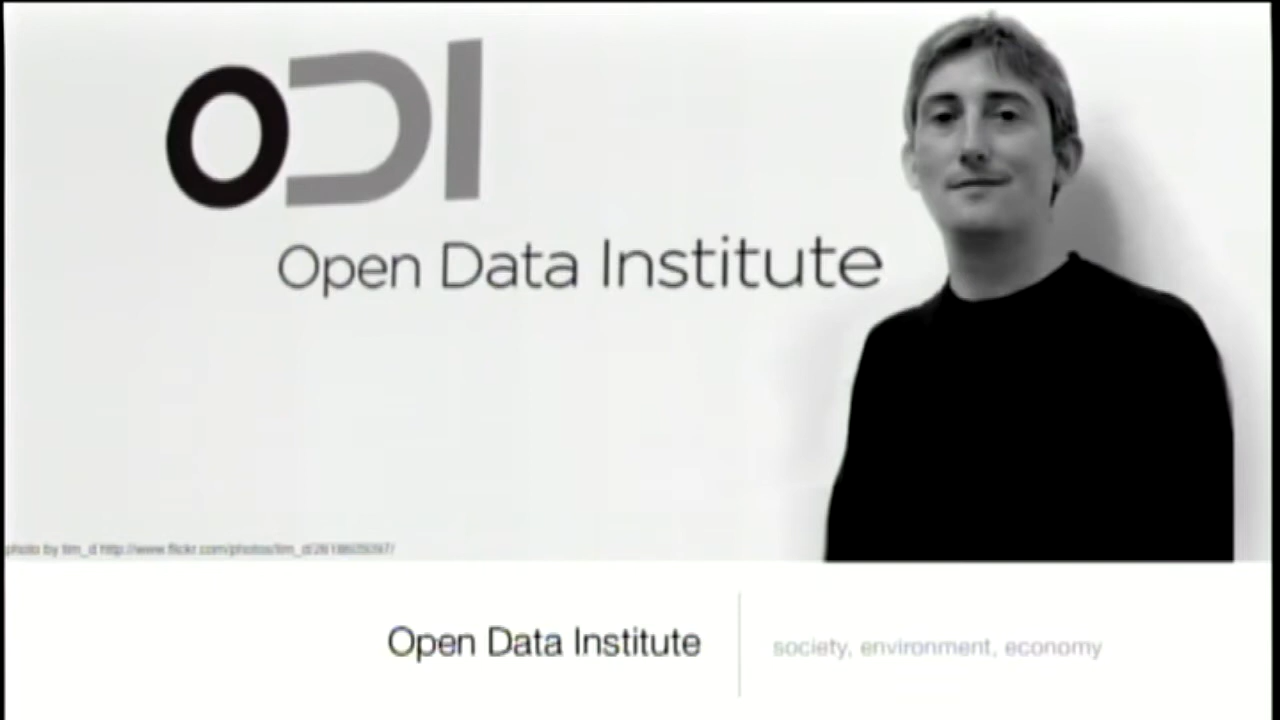 ODI
Open Data Institute
photo by tim_d http://www.flickr.com/photos/tim_d/
Open Data Institute
society, environment, economy